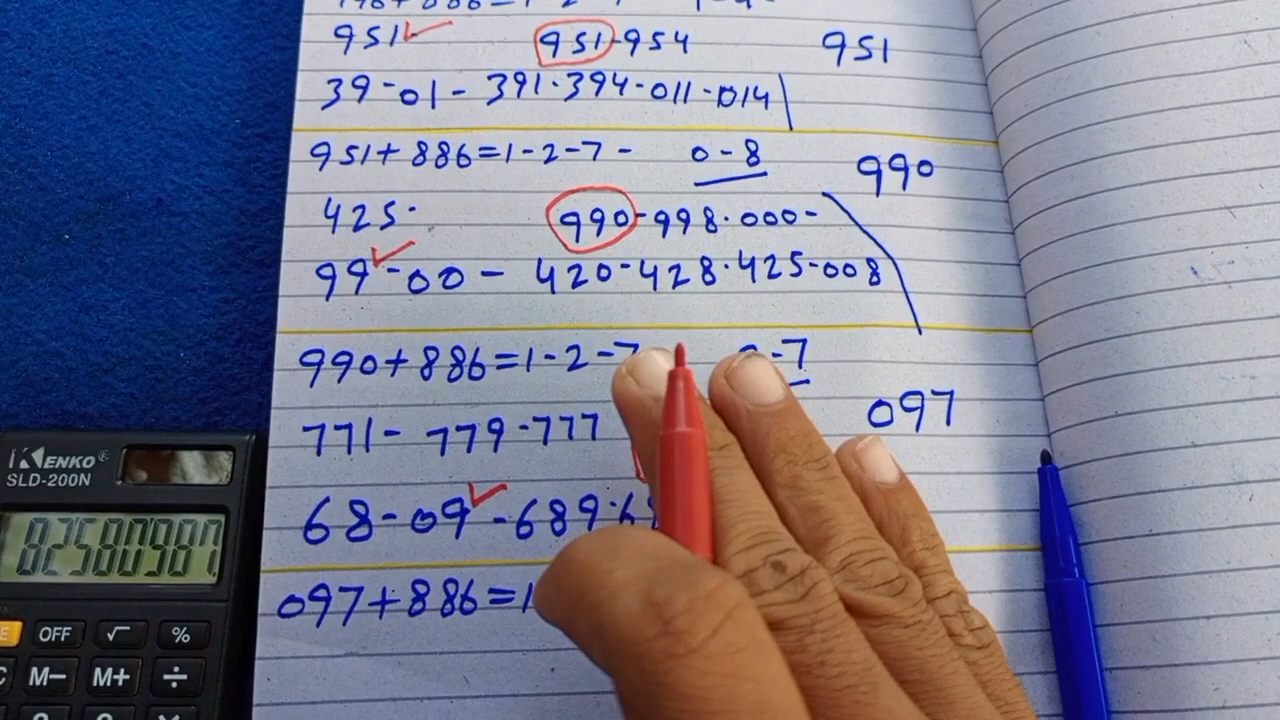 951 951-954 951
39-01- 391.394-011-014
951+886=1-2-7- 0-8 990
425. 990-998.000-
99-00- 420-428.425-008
990+886=1-2-7 -7
771- 779-777 097
68-09-689.6
097+886=1
KENKO®
SLD-200N
82580987
OFF √ %
M- M+ ÷